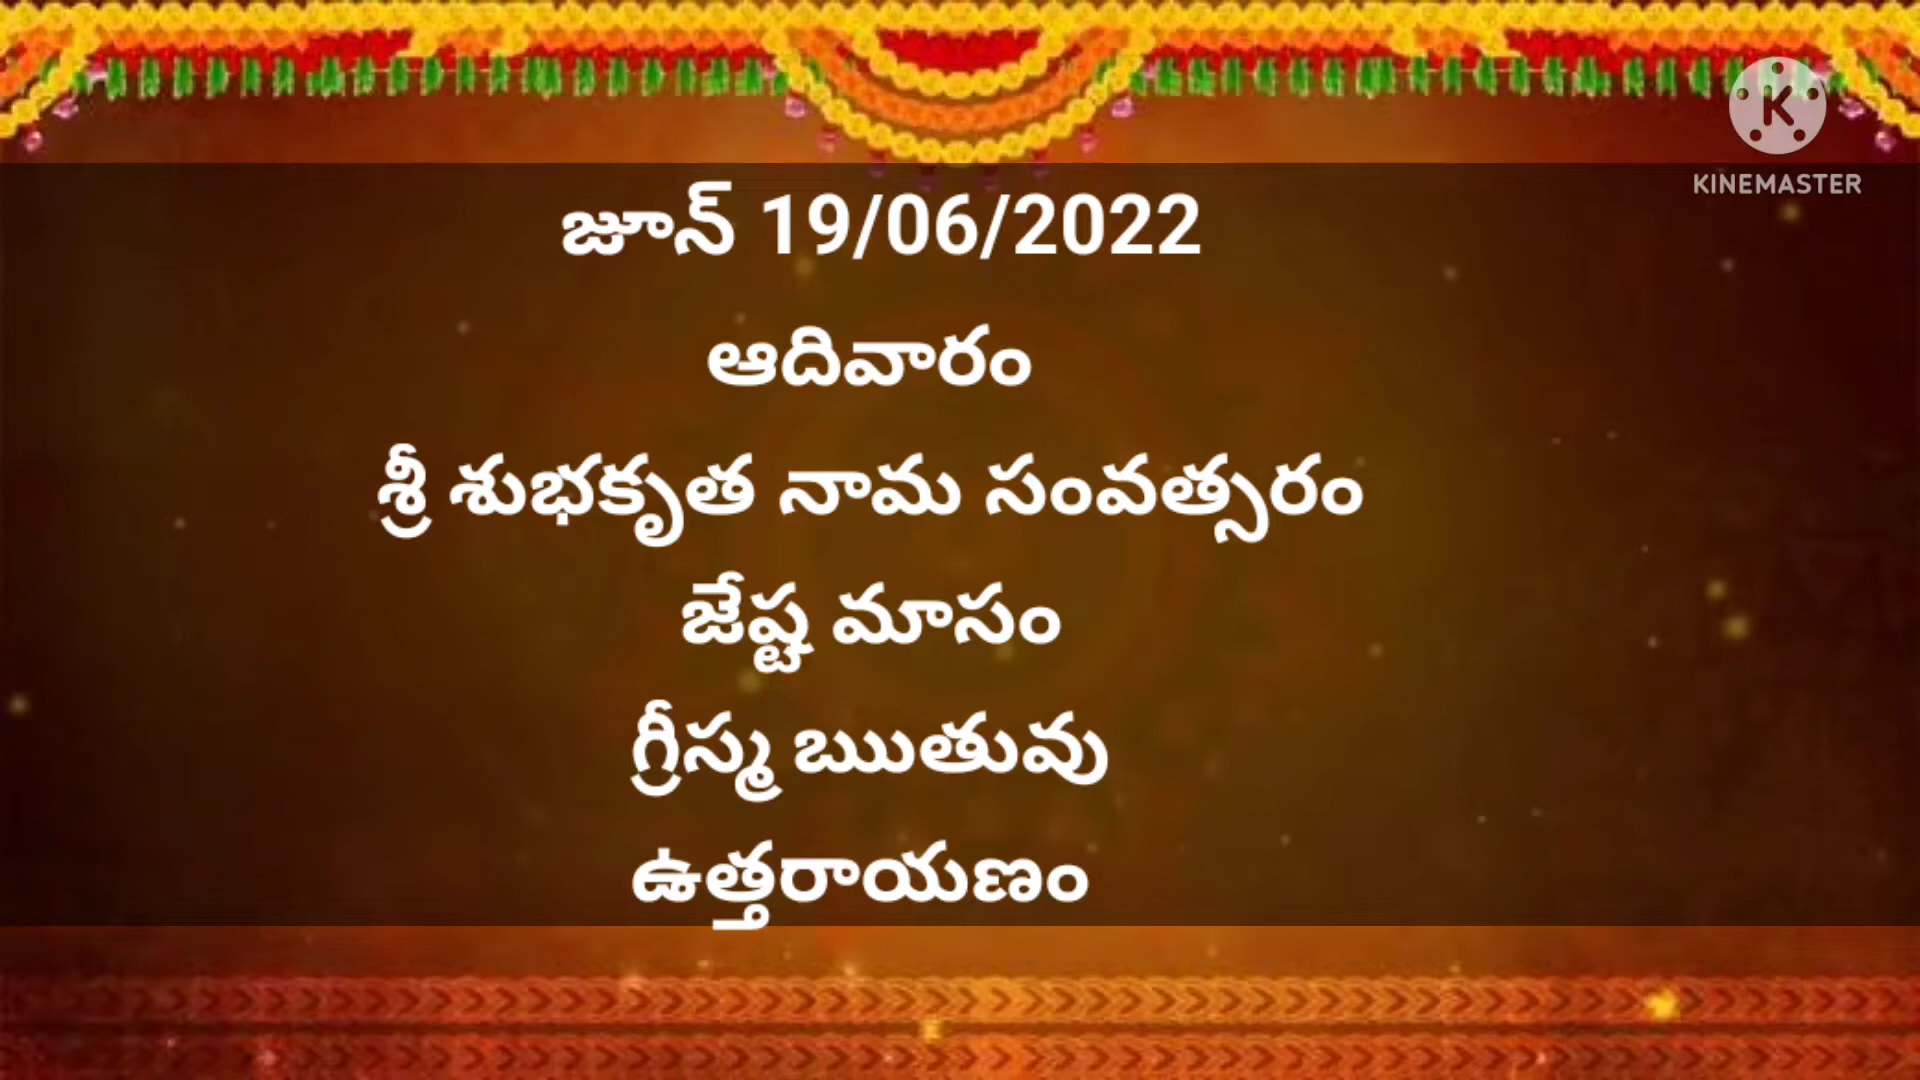 KINEMASTER
జూన్ 19/06/2022
ఆదివారం
శ్రీ శుభకృత నామ సంవత్సరం
జేష్ట మాసం
గ్రీస్మ ఋతువు
ఉత్తరాయణం